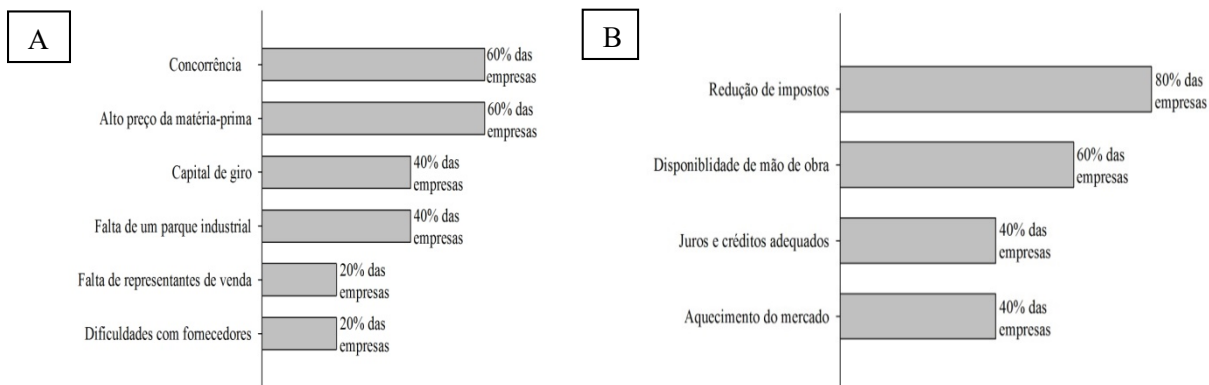 A
Concorrência
60% das
empresas
Alto preço da matéria-prima
60% das
empresas
Capital de giro
40% das
empresas
Falta de um parque industrial
40% das
empresas
Falta de representantes de venda
20% das
empresas
Dificuldades com fornecedores
20% das
empresas
B
Redução de impostos
80% das
empresas
Disponiblidade de mão de obra
60% das
empresas
Juros e créditos adequados
40% das
empresas
Aquecimento do mercado
40% das
empresas